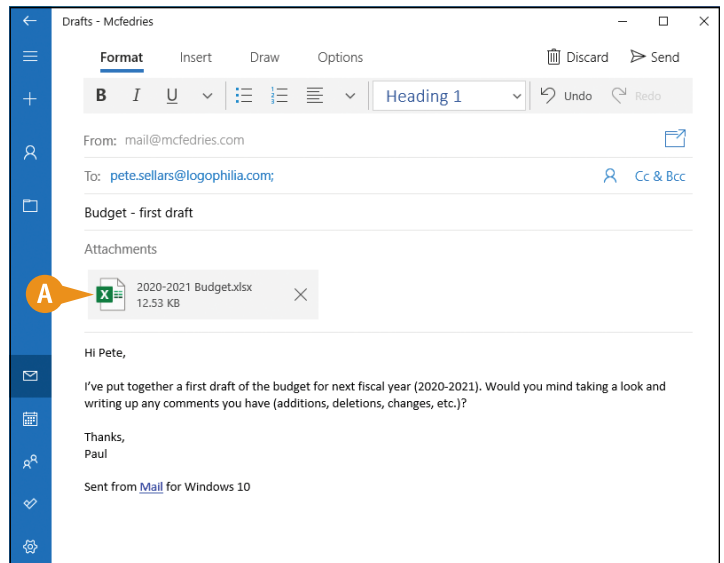 Drafts - Mcfedries
Format Insert Draw Options Discard Send
B I U Heading 1 Undo Redo
From: mail@mcfedries.com
To: pete.sellars@logophilia.com; Cc & Bcc
Budget - first draft
Attachments
A
2020-2021 Budget.xlsx
12.53 KB
Hi Pete,
I've put together a first draft of the budget for next fiscal year (2020-2021). Would you mind taking a look and
writing up any comments you have (additions, deletions, changes, etc.)?
Thanks,
Paul
Sent from Mail for Windows 10